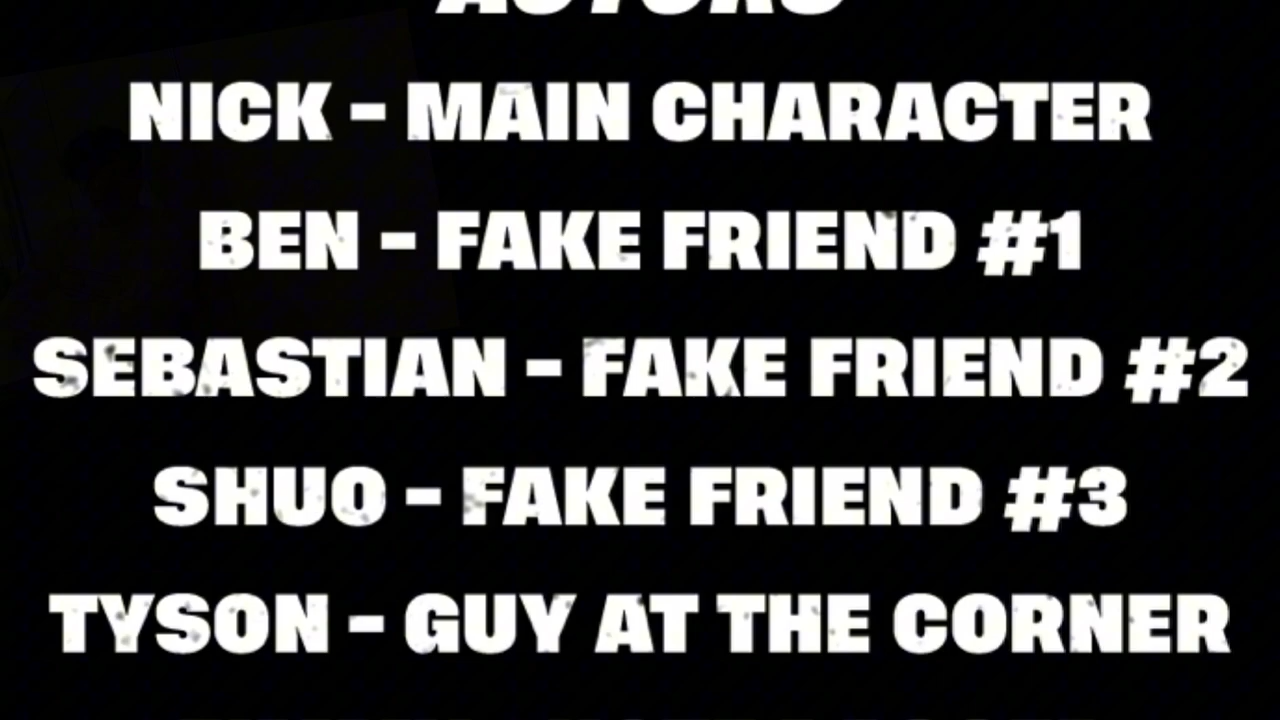 ACTORS
NICK - MAIN CHARACTER
BEN - FAKE FRIEND #1
SEBASTIAN - FAKE FRIEND #2
SHUO - FAKE FRIEND #3
TYSON - GUY AT THE CORNER